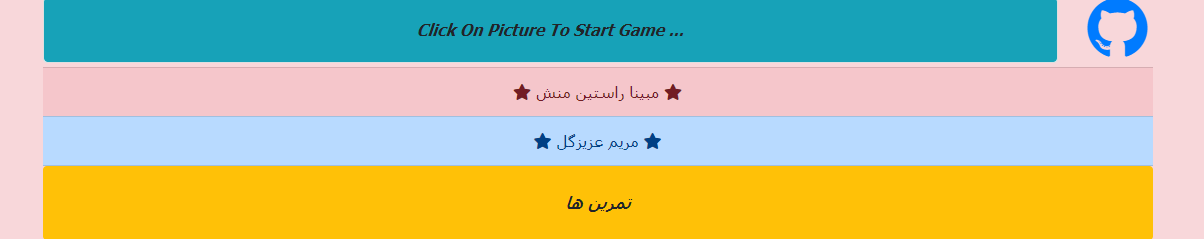 Click On Picture To Start Game ...
★ مبینا راستین منش ★
★ مریم عزیزگل ★
تمرین ها